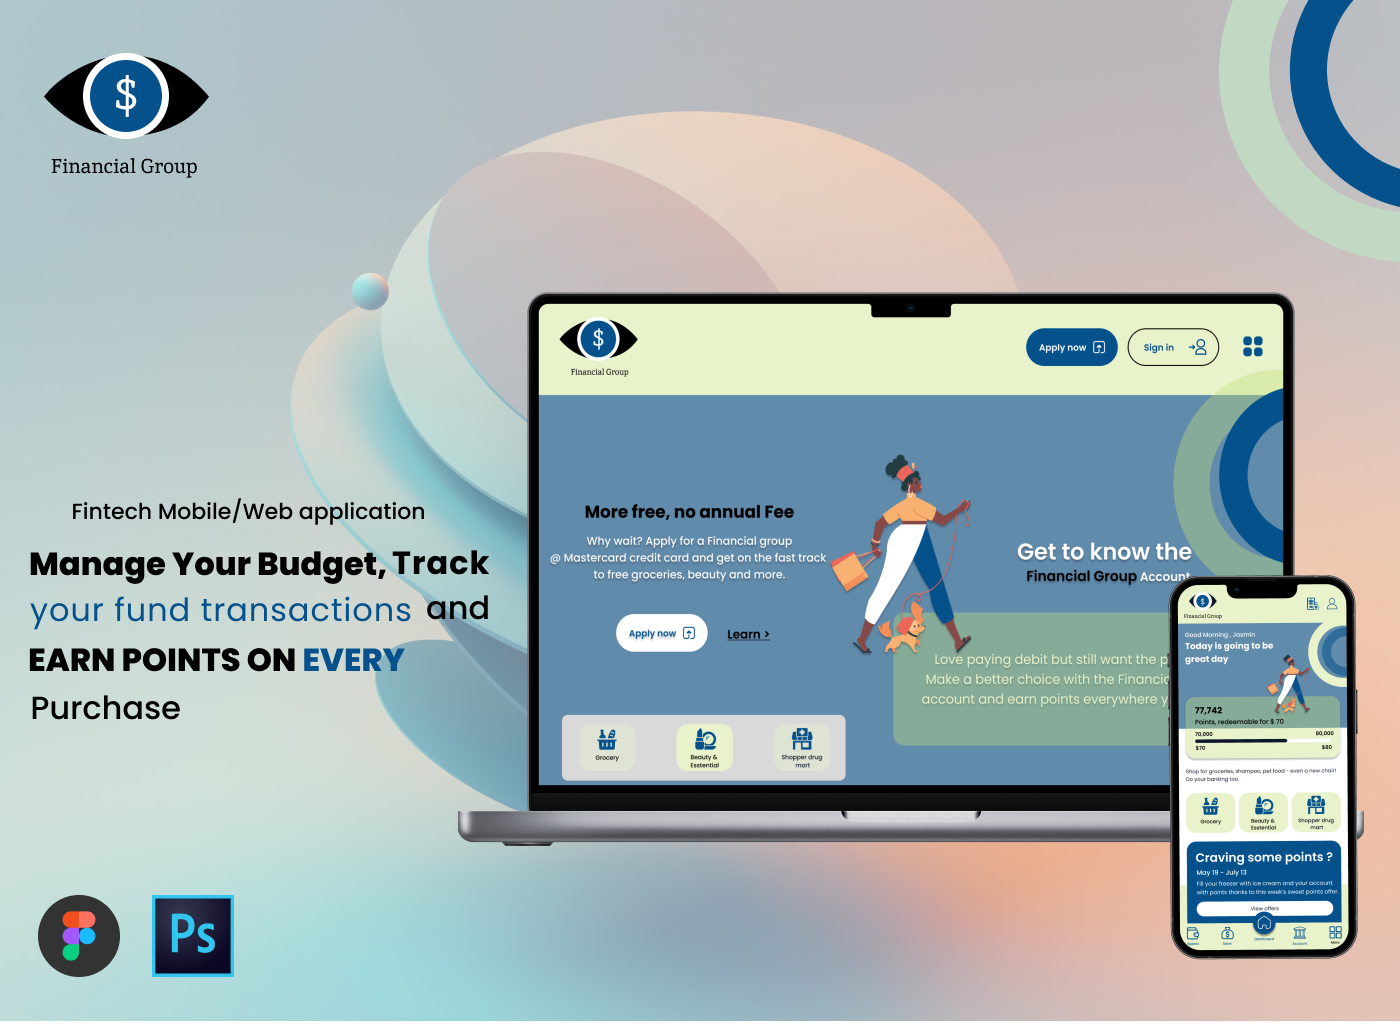 $
Financial Group
Fintech Mobile/Web application
Manage Your Budget, Track
your fund transactions and
EARN POINTS ON EVERY
Purchase
Ps
$
Financial Group
Apply now
Sign in
More free, no annual Fee
Why wait? Apply for a Financial group
@ Mastercard credit card and get on the fast track
to free groceries, beauty and more.
Apply now
Learn >
Get to know the
Financial Group Account
Love paying debit but still want the p
Make a better choice with the Financia
account and earn points everywhere y
Grocery
Beauty &
Esstential
Shopper drug
mart
$
Financial Group
Good Morning , Jasmin
Today is going to be
great day
77,742
Points, redeemable for $ 70
70,000 80,000
$70 $80
Shop for groceries, shampoo, pet food - even a new chair!
Do your banking too.
Grocery
Beauty &
Esstential
Shopper drug
mart
Craving some points ?
May 19 - July 13
Fill your freezer with ice cream and your account
with points thanks to this week's sweet points offer.
View offers
Save
Dashboard
Account
More